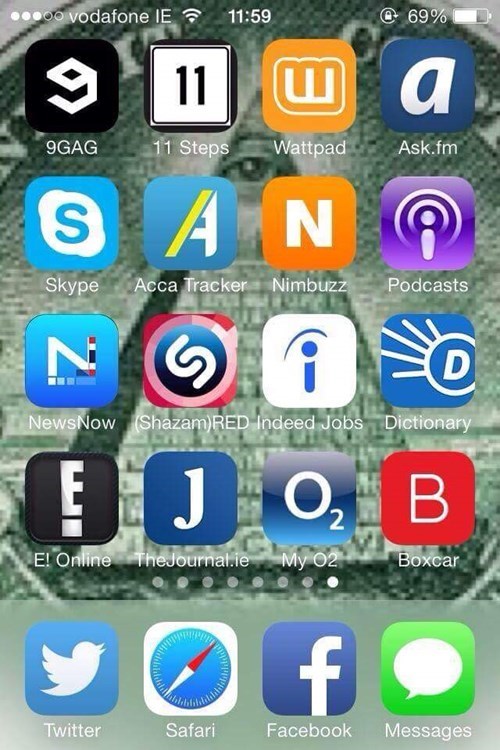 vodafone IE 11:59 69%
9 11 W a
9GAG 11 Steps Wattpad Ask.fm
S A N
Skype Acca Tracker Nimbuzz Podcasts
N S i D
NewsNow (Shazam)RED Indeed Jobs Dictionary
E! J O2 B
E! Online TheJournal.ie My O2 Boxcar
f
Twitter Safari Facebook Messages